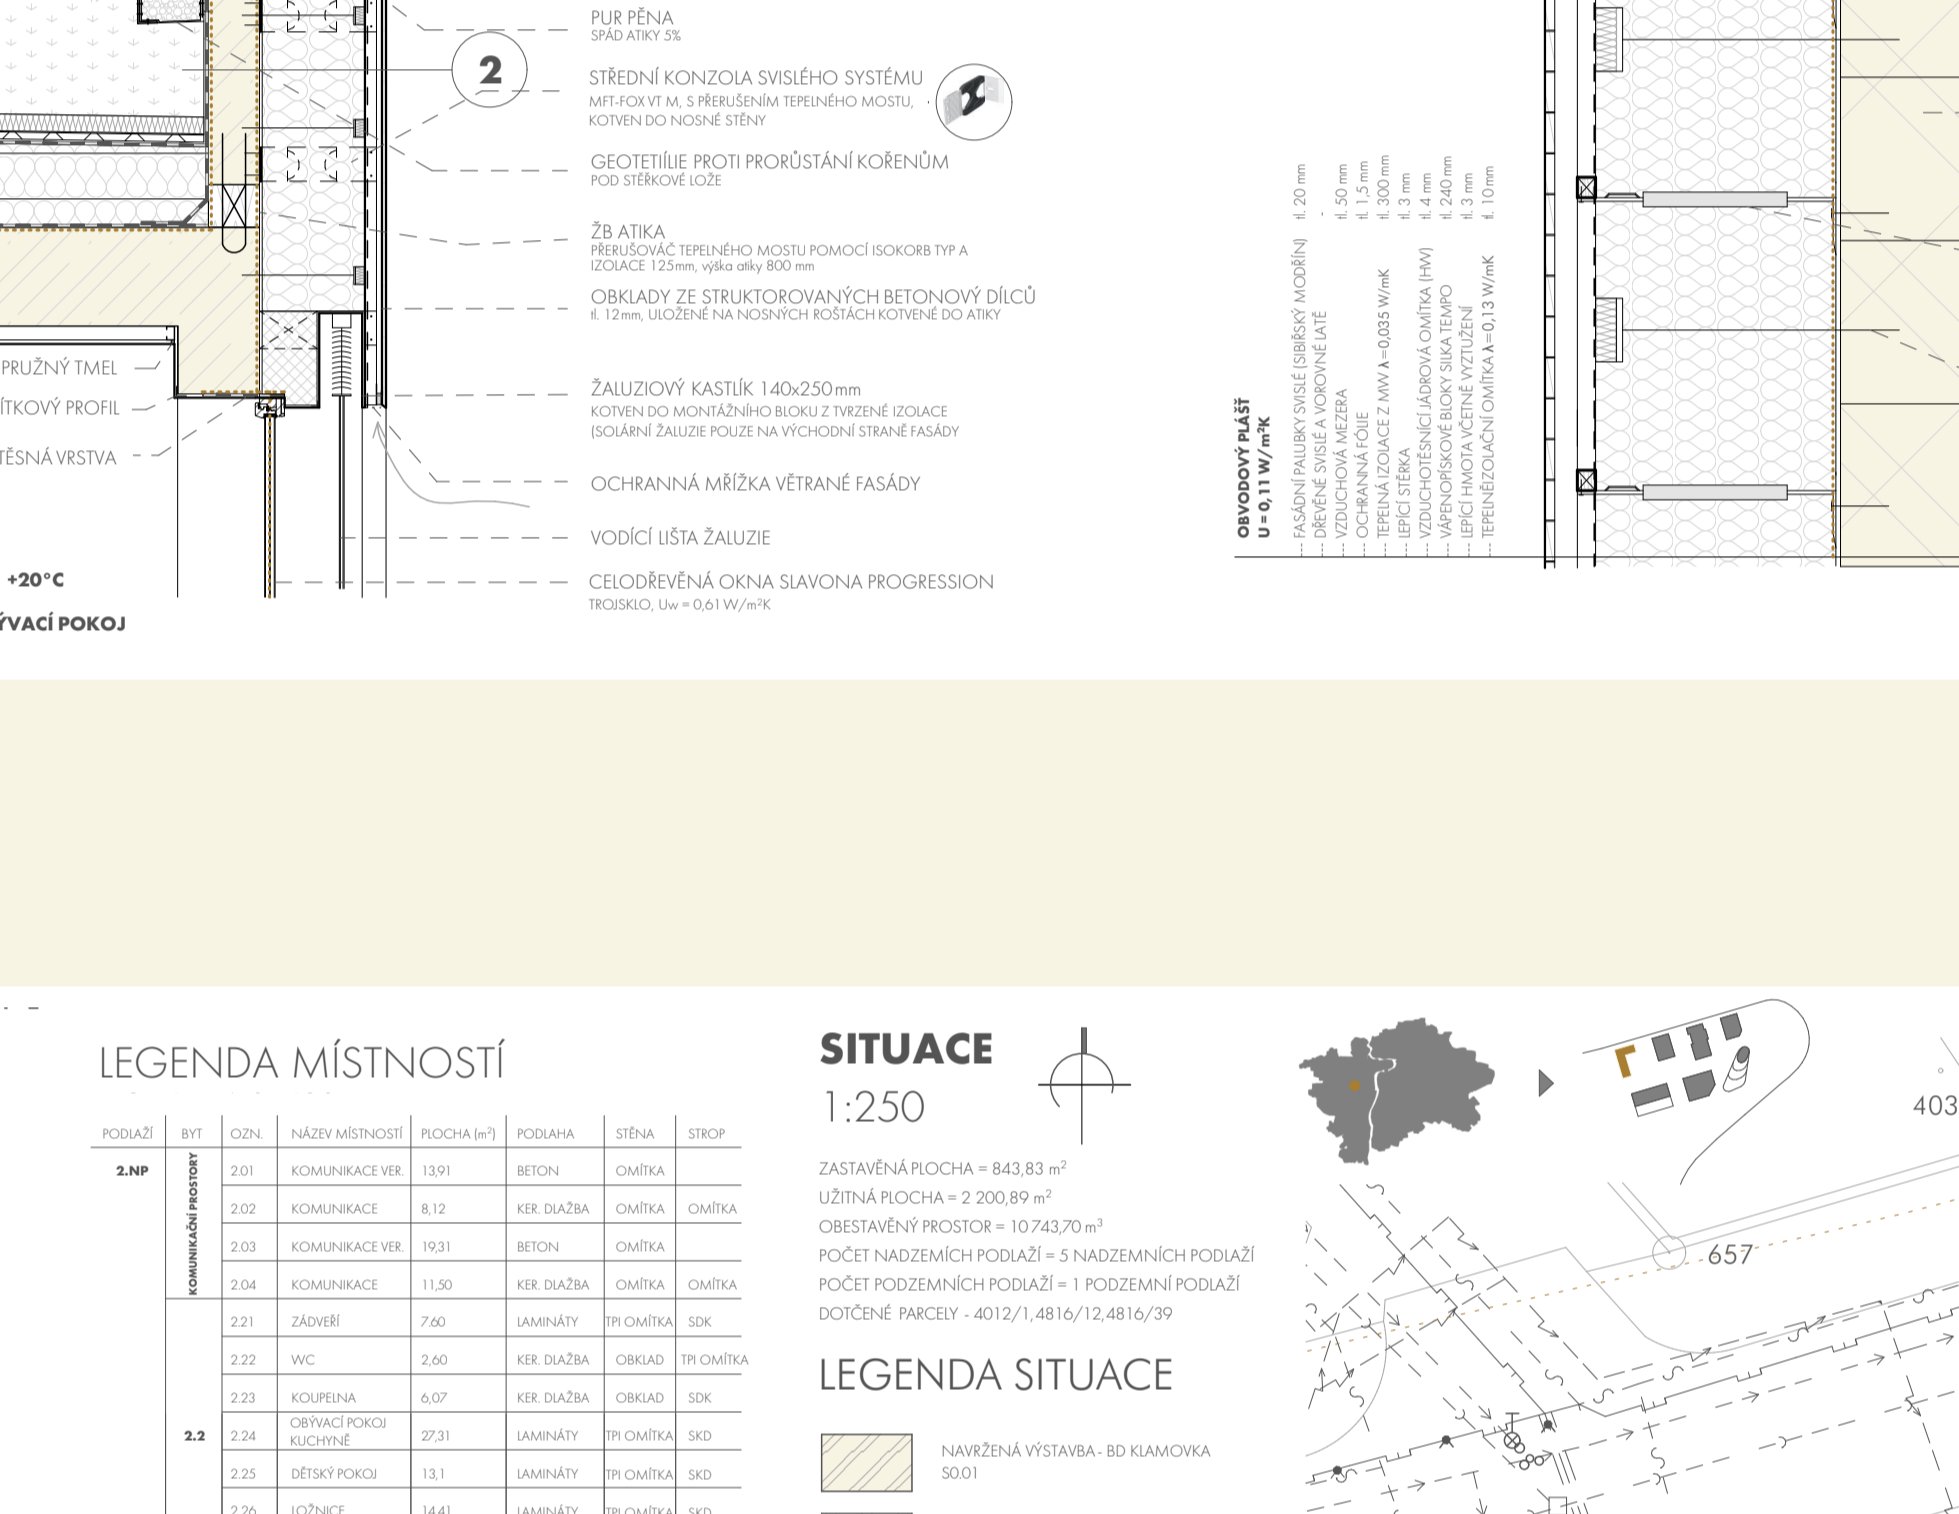 PUR PĚNA
SPÁD ATIKY 5%
2
STŘEDNÍ KONZOLA SVISLÉHO SYSTÉMU
MFT-FOX VT M, S PŘERUŠENÍM TEPELNÉHO MOSTU,
KOTVEN DO NOSNÉ STĚNY
GEOTETIÍLIE PROTI PRORŮSTÁNÍ KOŘENŮM
POD STĚRKOVÉ LOŽE
ŽB ATIKA
PŘERUŠOVÁČ TEPELNÉHO MOSTU POMOCÍ ISOKORB TYP A
IZOLACE 125mm, výška atiky 800 mm
OBKLADY ZE STRUKTOROVANÝCH BETONOVÝ DÍLCŮ
tl. 12mm, ULOŽENÉ NA NOSNÝCH ROŠTÁCH KOTVENÉ DO ATIKY
PRUŽNÝ TMEL
ÍTKOVÝ PROFIL
TĚSNÁ VRSTVA
ŽALUZIOVÝ KASTLÍK 140x250mm
KOTVEN DO MONTÁŽNÍHO BLOKU Z TVRZENÉ IZOLACE
(SOLÁRNÍ ŽALUZIE POUZE NA VÝCHODNÍ STRANĚ FASÁDY
OCHRANNÁ MŘÍŽKA VĚTRANÉ FASÁDY
VODÍCÍ LIŠTA ŽALUZIE
CELODŘEVĚNÁ OKNA SLAVONA PROGRESSION
TROJSKLO, Uw = 0,61 W/m²K
+20°C
ÝVACÍ POKOJ
OBVODOVÝ PLÁŠŤ
U = 0,11 W/m²K
--- FASÁDNÍ PALUBKY SVISLÉ (SIBIŘSKÝ MODŘÍN) tl. 20 mm
--- DŘEVĚNÉ SVISLÉ A VOROVNÉ LATĚ -
--- VZDUCHOVÁ MEZERA tl. 50 mm
--- OCHRANNÁ FÓLIE tl. 1,5 mm
--- TEPELNÁ IZOLACE Z MW λ=0,035 W/mK tl. 300 mm
--- LEPÍCÍ STĚRKA tl. 3 mm
--- VZDUCHOTĚSNÍCÍ JÁDROVÁ OMÍTKA (HW) tl. 4 mm
--- VÁPENOPÍSKOVÉ BLOKY SILKA TEMPO tl. 240 mm
--- LEPÍCÍ HMOTA VČETNĚ VYZTUŽENÍ tl. 3 mm
--- TEPELNĚIZOLAČNÍ OMÍTKA λ=0,13 W/mK tl. 10mm
LEGENDA MÍSTNOSTÍ
PODLAŽÍ BYT OZN. NÁZEV MÍSTNOSTÍ PLOCHA (m²) PODLAHA STĚNA STROP
2.NP KOMUNIKAČNÍ PROSTORY 2.01 KOMUNIKACE VER. 13,91 BETON OMÍTKA
2.02 KOMUNIKACE 8,12 KER. DLAŽBA OMÍTKA OMÍTKA
2.03 KOMUNIKACE VER. 19,31 BETON OMÍTKA
2.04 KOMUNIKACE 11,50 KER. DLAŽBA OMÍTKA OMÍTKA
2.21 ZÁDVEŘÍ 7.60 LAMINÁTY TPI OMÍTKA SDK
2.22 WC 2,60 KER. DLAŽBA OBKLAD TPI OMÍTKA
2.23 KOUPELNA 6,07 KER. DLAŽBA OBKLAD SDK
2.2 2.24 OBÝVACÍ POKOJ KUCHYNĚ 27,31 LAMINÁTY TPI OMÍTKA SKD
2.25 DĚTSKÝ POKOJ 13,1 LAMINÁTY TPI OMÍTKA SKD
2.26 LOŽNICE 14,41 LAMINÁTY TPI OMÍTKA SKD
SITUACE
1:250
ZASTAVĚNÁ PLOCHA = 843,83 m²
UŽITNÁ PLOCHA = 2 200,89 m²
OBESTAVĚNÝ PROSTOR = 10 743,70 m³
POČET NADZEMÍCH PODLAŽÍ = 5 NADZEMNÍCH PODLAŽÍ
POČET PODZEMNÍCH PODLAŽÍ = 1 PODZEMNÍ PODLAŽÍ
DOTČENÉ PARCELY - 4012/1,4816/12,4816/39
LEGENDA SITUACE
NAVRŽENÁ VÝSTAVBA - BD KLAMOVKA
S0.01
403
657